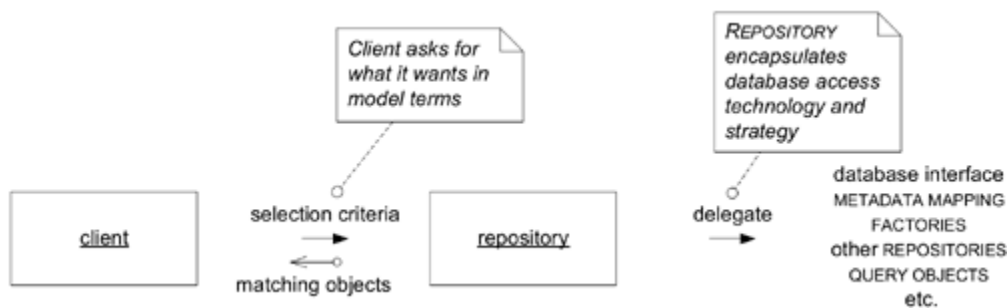 Client asks for
what it wants in
model terms
REPOSITORY
encapsulates
database access
technology and
strategy
client
selection criteria
matching objects
repository
delegate
database interface
METADATA MAPPING
FACTORIES
other REPOSITORIES
QUERY OBJECTS
etc.